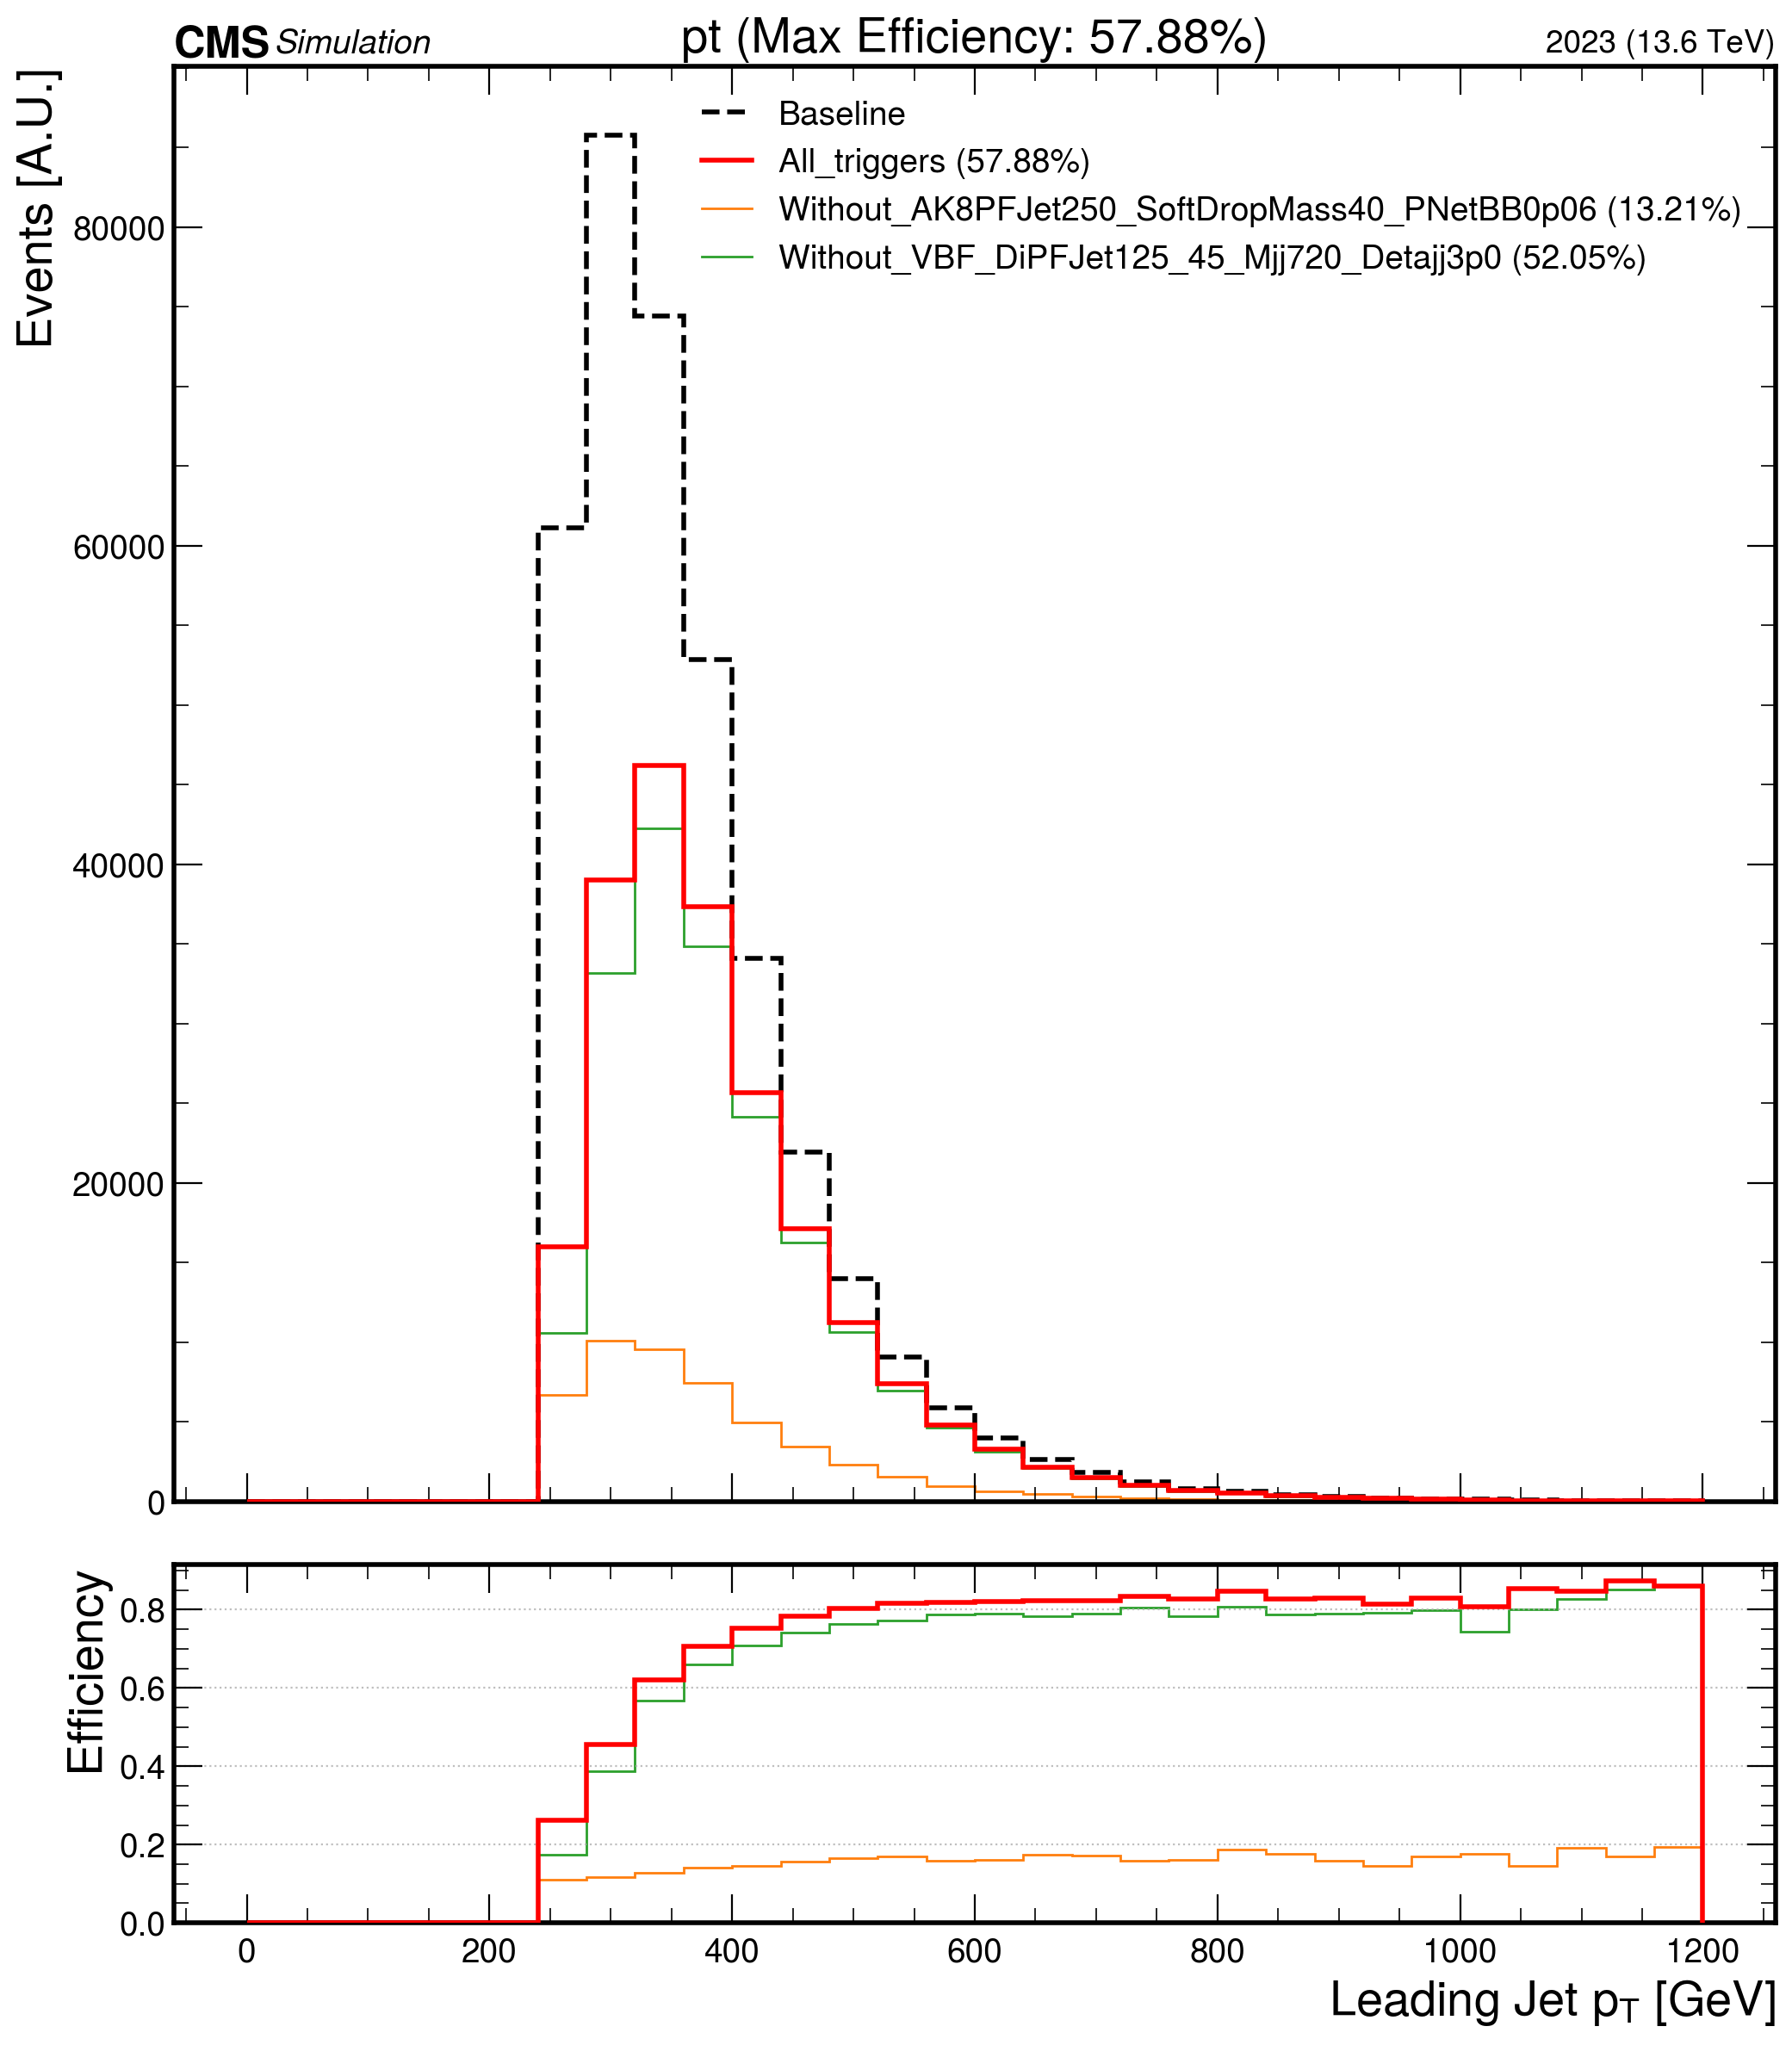 CMS Simulation pt (Max Efficiency: 57.88%) 2023 (13.6 TeV)
Events [A.U.]
Baseline
All_triggers (57.88%)
Without_AK8PFJet250_SoftDropMass40_PNetBB0p06 (13.21%)
Without_VBF_DiPFJet125_45_Mjj720_Detajj3p0 (52.05%)
80000
60000
40000
20000
0
Efficiency
0.8
0.6
0.4
0.2
0.0
0 200 400 600 800 1000 1200
Leading Jet pT [GeV]